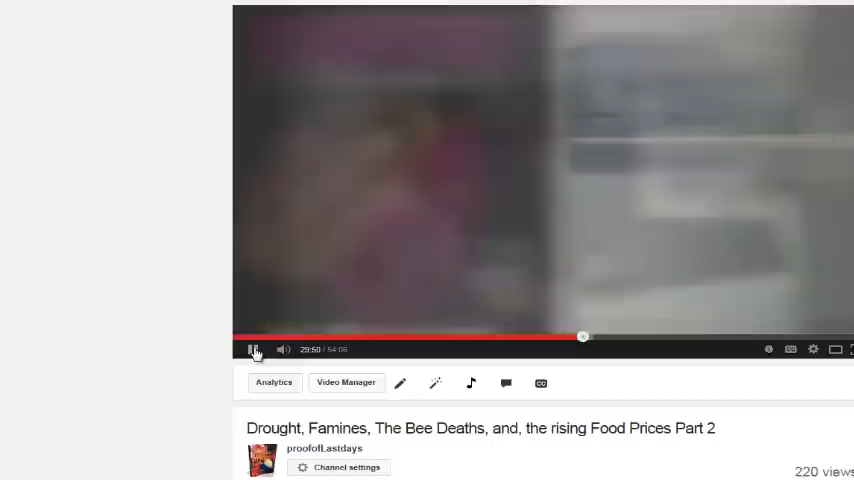 29:50 / 54:06
Analytics
Video Manager
Drought, Famines, The Bee Deaths, and, the rising Food Prices Part 2
proofofLastdays
Channel settings
220 views